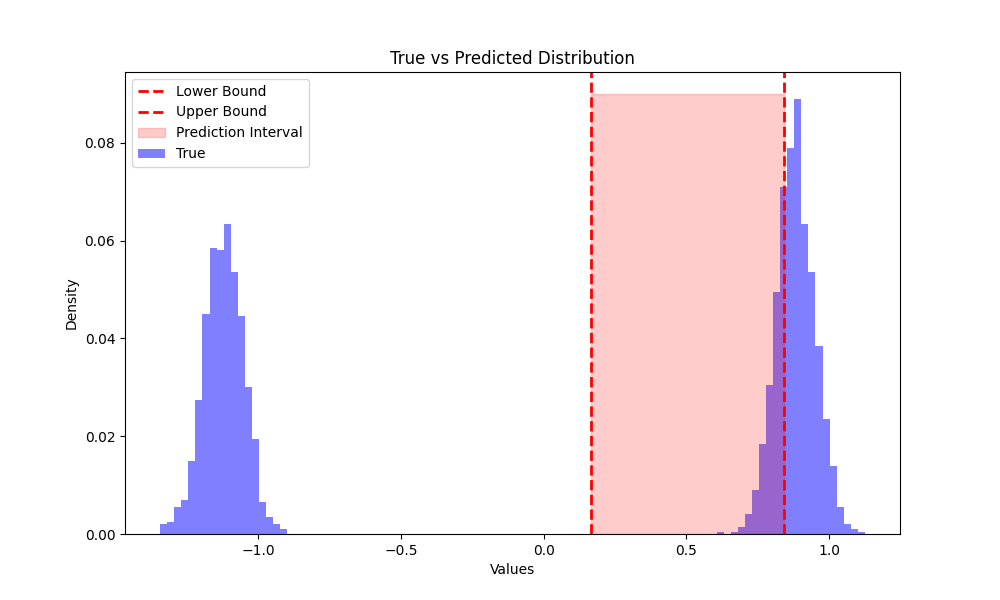 True vs Predicted Distribution
Lower Bound
Upper Bound
Prediction Interval
True
Density
0.08
0.06
0.04
0.02
0.00
−1.0
−0.5
0.0
0.5
1.0
Values